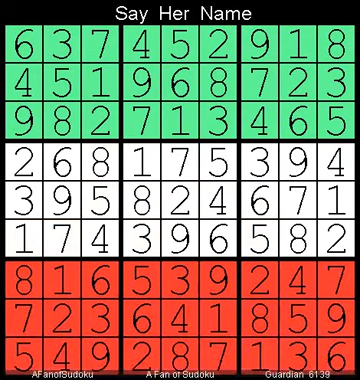 Say Her Name
6 3 7 4 5 2 9 1 8
4 5 1 9 6 8 7 2 3
9 8 2 7 1 3 4 6 5
2 6 8 1 7 5 3 9 4
3 9 5 8 2 4 6 7 1
1 7 4 3 9 6 5 8 2
8 1 6 5 3 9 2 4 7
7 2 3 6 4 1 8 5 9
5 4 9 2 8 7 1 3 6
AFanofSudoku A Fan of Sudoku Guardian 6139